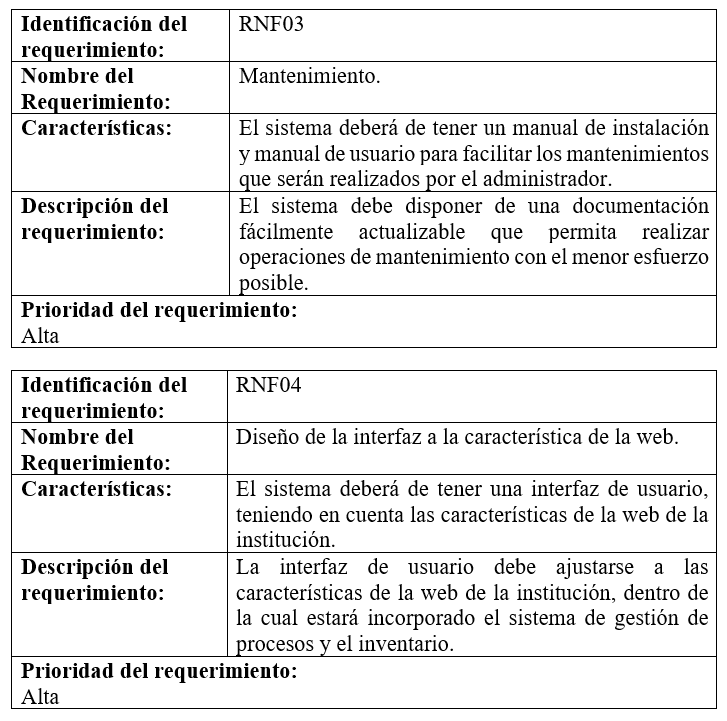 Identificación del
requerimiento:
RNF03
Nombre del
Requerimiento:
Mantenimiento.
Características:
El sistema deberá de tener un manual de instalación
y manual de usuario para facilitar los mantenimientos
que serán realizados por el administrador.
Descripción del
requerimiento:
El sistema debe disponer de una documentación
fácilmente actualizable que permita realizar
operaciones de mantenimiento con el menor esfuerzo
posible.
Prioridad del requerimiento:
Alta
Identificación del
requerimiento:
RNF04
Nombre del
Requerimiento:
Diseño de la interfaz a la característica de la web.
Características:
El sistema deberá de tener una interfaz de usuario,
teniendo en cuenta las características de la web de la
institución.
Descripción del
requerimiento:
La interfaz de usuario debe ajustarse a las
características de la web de la institución, dentro de
la cual estará incorporado el sistema de gestión de
procesos y el inventario.
Prioridad del requerimiento:
Alta